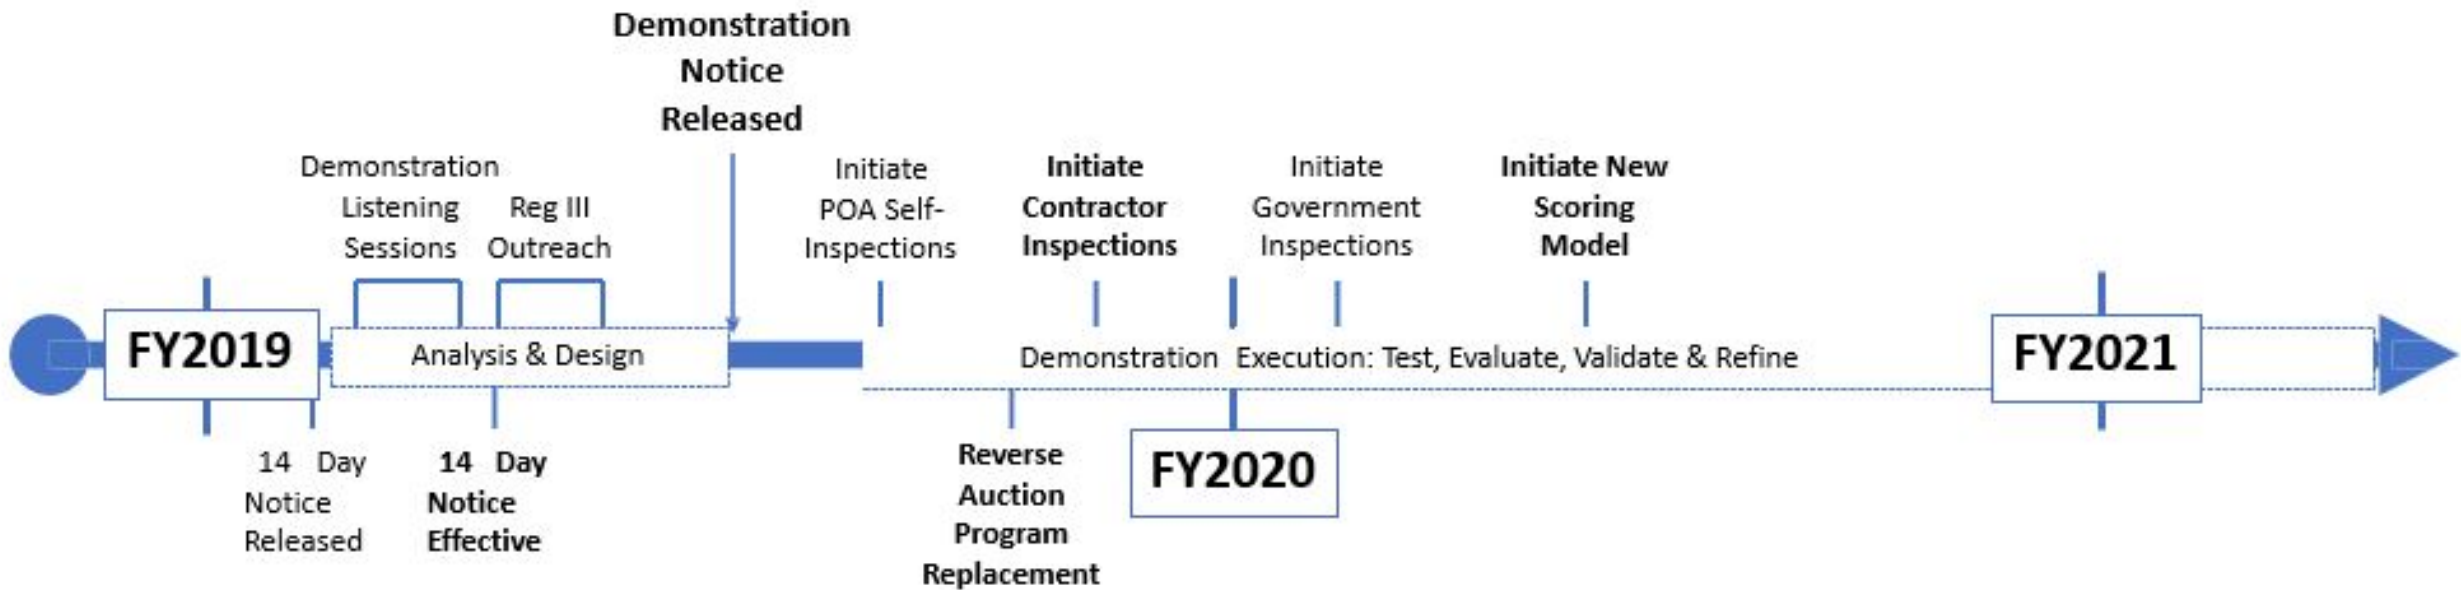 Demonstration
Notice
Released
Demonstration
Listening
Sessions
Reg III
Outreach
Initiate
POA Self-
Inspections
Initiate
Contractor
Inspections
Initiate
Government
Inspections
Initiate New
Scoring
Model
FY2019
Analysis & Design
Demonstration Execution: Test, Evaluate, Validate & Refine
FY2021
14 Day
Notice
Released
14 Day
Notice
Effective
Reverse
Auction
Program
Replacement
FY2020